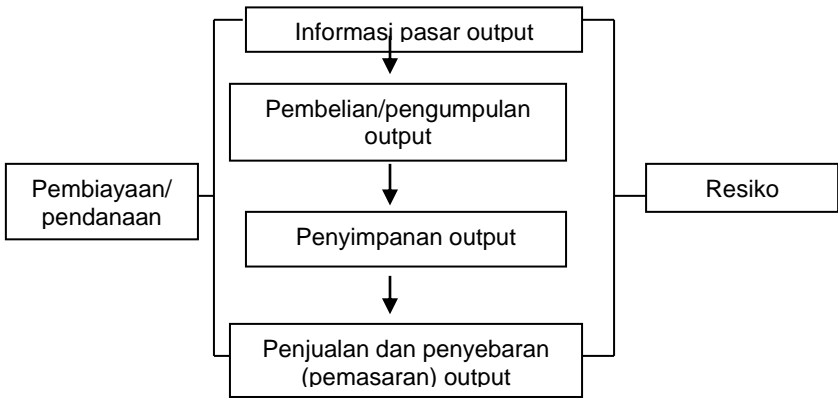 Informasi pasar output
Pembelian/pengumpulan
output
Pembiayaan/
pendanaan
Resiko
Penyimpanan output
Penjualan dan penyebaran
(pemasaran) output